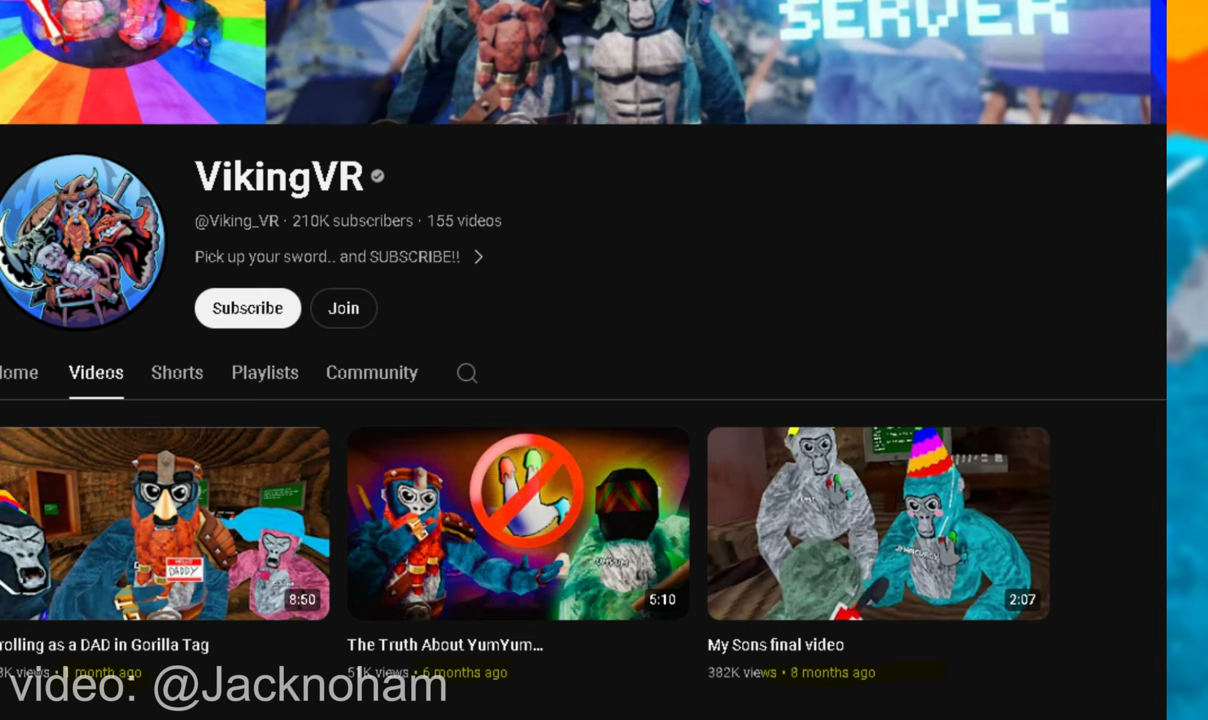 SERVER
VikingVR
@Viking_VR · 210K subscribers · 155 videos
Pick up your sword.. and SUBSCRIBE!!
Subscribe
Join
Videos
Shorts
Playlists
Community
DADDY
8:50
5:10
2:07
rolling as a DAD in Gorilla Tag
The Truth About YumYum...
My Sons final video
K views • 1 month ago
K views • 6 months ago
382K views • 8 months ago
video: @Jacknoham